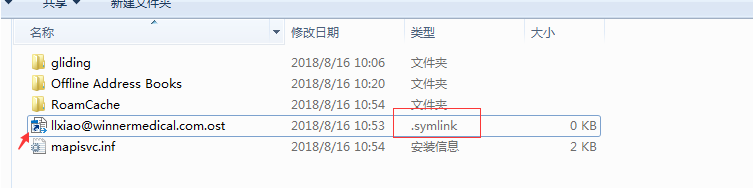 共享 新建文件夹
名称 修改日期 类型 大小
gliding 2018/8/16 10:06 文件夹
Offline Address Books 2018/8/16 10:20 文件夹
RoamCache 2018/8/16 10:54 文件夹
llxiao@winnermedical.com.ost 2018/8/16 10:53 .symlink 0 KB
mapisvc.inf 2018/8/16 10:54 安装信息 2 KB